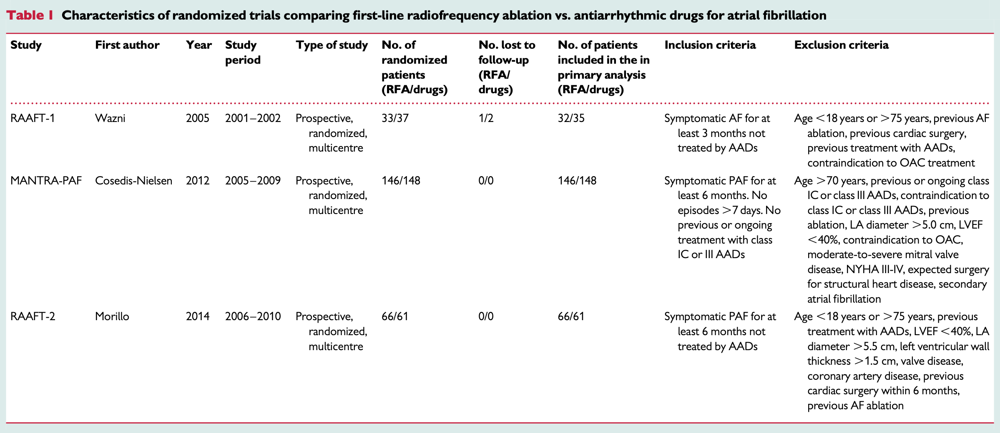 Table 1 Characteristics of randomized trials comparing first-line radiofrequency ablation vs. antiarrhythmic drugs for atrial fibrillation
Study
First author
Year
Study
period
Type of study
No. of
randomized
patients
(RFA/drugs)
No. lost to
follow-up
(RFA/
drugs)
No. of patients
included in the in
primary analysis
(RFA/drugs)
Inclusion criteria
Exclusion criteria
RAAFT-1
Wazni
2005
2001–2002
Prospective,
randomized,
multicentre
33/37
1/2
32/35
Symptomatic AF for at
least 3 months not
treated by AADs
Age <18 years or >75 years, previous AF
ablation, previous cardiac surgery,
previous treatment with AADs,
contraindication to OAC treatment
MANTRA-PAF
Cosedis-Nielsen
2012
2005–2009
Prospective,
randomized,
multicentre
146/148
0/0
146/148
Symptomatic PAF for at
least 6 months. No
episodes >7 days. No
previous or ongoing
treatment with class
IC or III AADs
Age >70 years, previous or ongoing class
IC or class III AADs, contraindication to
class IC or class III AADs, previous
ablation, LA diameter >5.0 cm, LVEF
<40%, contraindication to OAC,
moderate-to-severe mitral valve
disease, NYHA III-IV, expected surgery
for structural heart disease, secondary
atrial fibrillation
RAAFT-2
Morillo
2014
2006–2010
Prospective,
randomized,
multicentre
66/61
0/0
66/61
Symptomatic PAF for at
least 6 months not
treated by AADs
Age <18 years or >75 years, previous
treatment with AADs, LVEF <40%, LA
diameter >5.5 cm, left ventricular wall
thickness >1.5 cm, valve disease,
coronary artery disease, previous
cardiac surgery within 6 months,
previous AF ablation